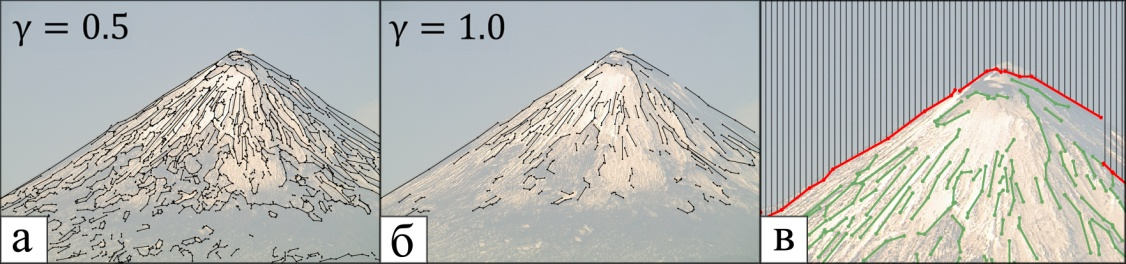 γ = 0.5
γ = 1.0
а
б
в